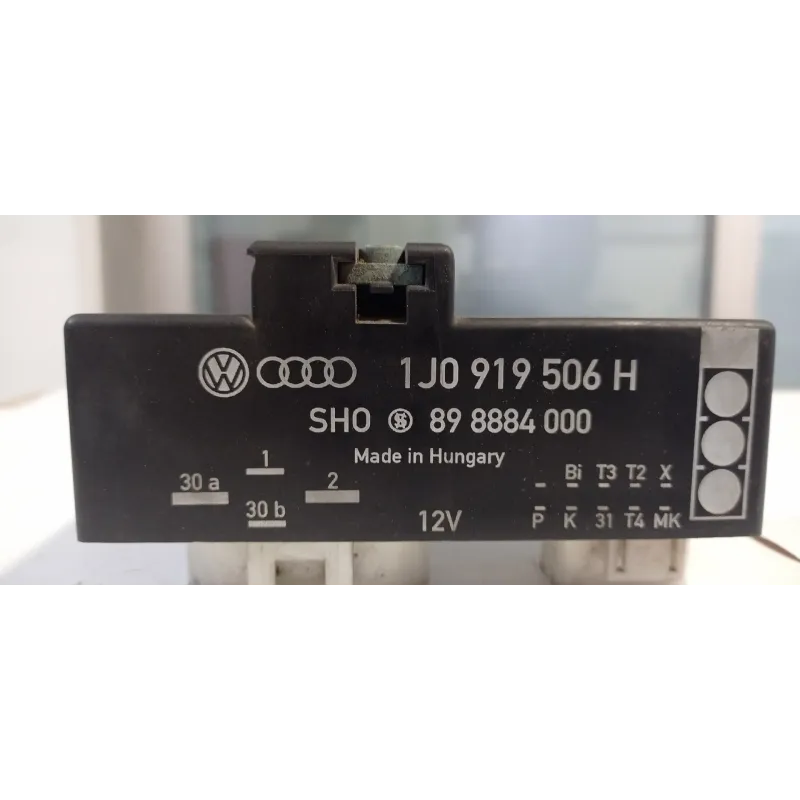 1J0 919 506 H
SHO 89 8884 000
Made in Hungary
30 a 1 2
30 b
12V
Bi T3 T2 X
P K 31 T4 MK